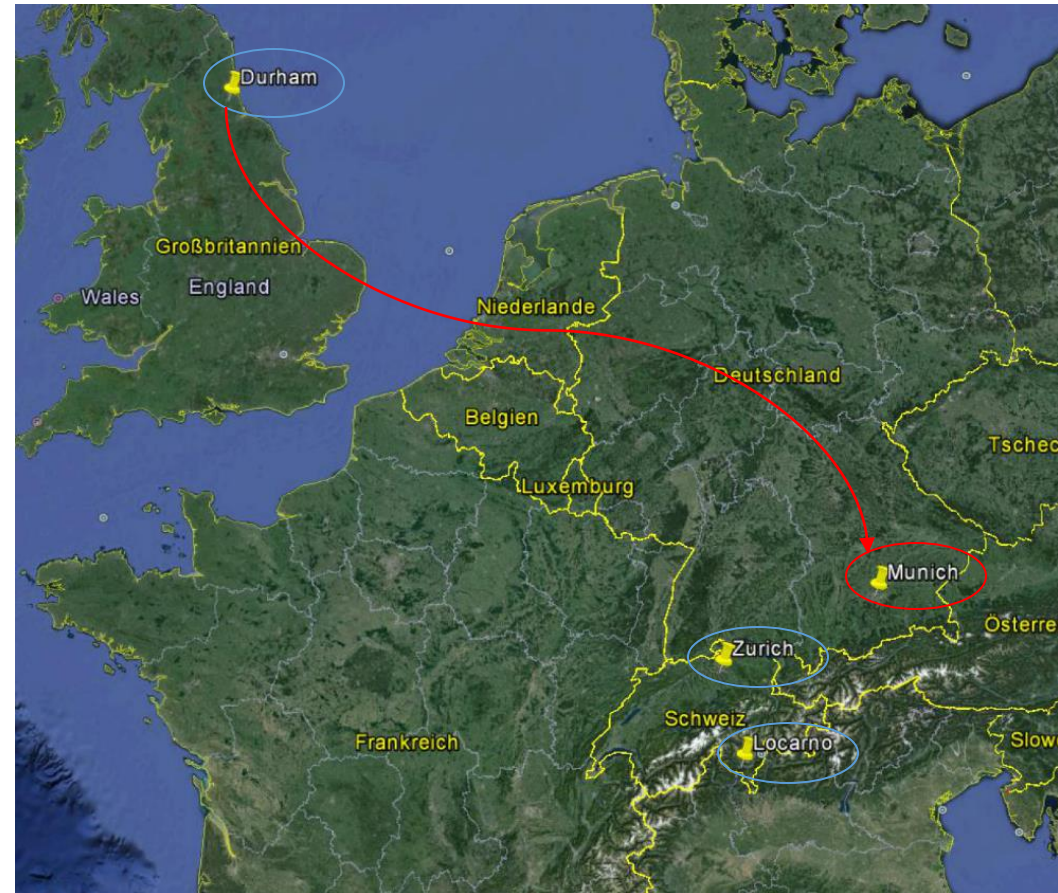 Durham
Großbritannien
Wales
England
Niederlande
Deutschland
Belgien
Tschec
Luxemburg
Munich
Österre
Zurich
Schweiz
Frankreich
Locarno
Slowe